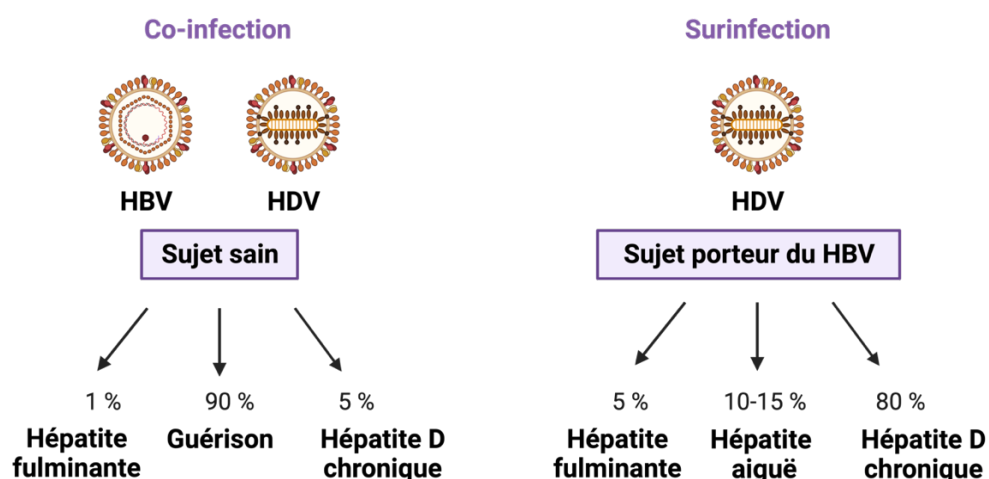 Co-infection
HBV
HDV
Sujet sain
1 %
90 %
5 %
Hépatite
fulminante
Guérison
Hépatite D
chronique
Surinfection
HDV
Sujet porteur du HBV
5 %
10-15 %
80 %
Hépatite
fulminante
Hépatite
aiguë
Hépatite D
chronique